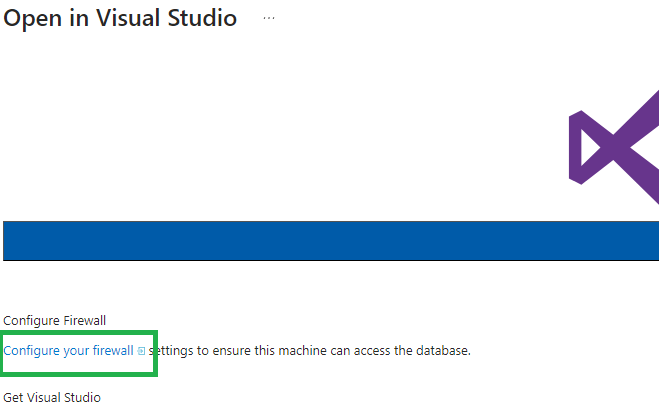 Open in Visual Studio ...
Configure Firewall
Configure your firewall settings to ensure this machine can access the database.
Get Visual Studio